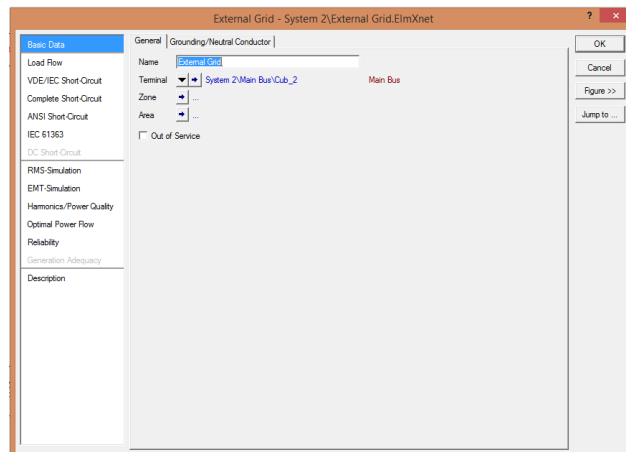 External Grid - System 2\External Grid.ElmXnet
? ×
Basic Data
Load Flow
VDE/IEC Short-Circuit
Complete Short-Circuit
ANSI Short-Circuit
IEC 61363
DC Short-Circuit
RMS-Simulation
EMT-Simulation
Harmonics/Power Quality
Optimal Power Flow
Reliability
Generation Adequacy
Description
General Grounding/Neutral Conductor
Name External Grid
Terminal System 2\Main Bus\Cub_2 Main Bus
Zone ...
Area ...
Out of Service
OK
Cancel
Figure >>
Jump to ...